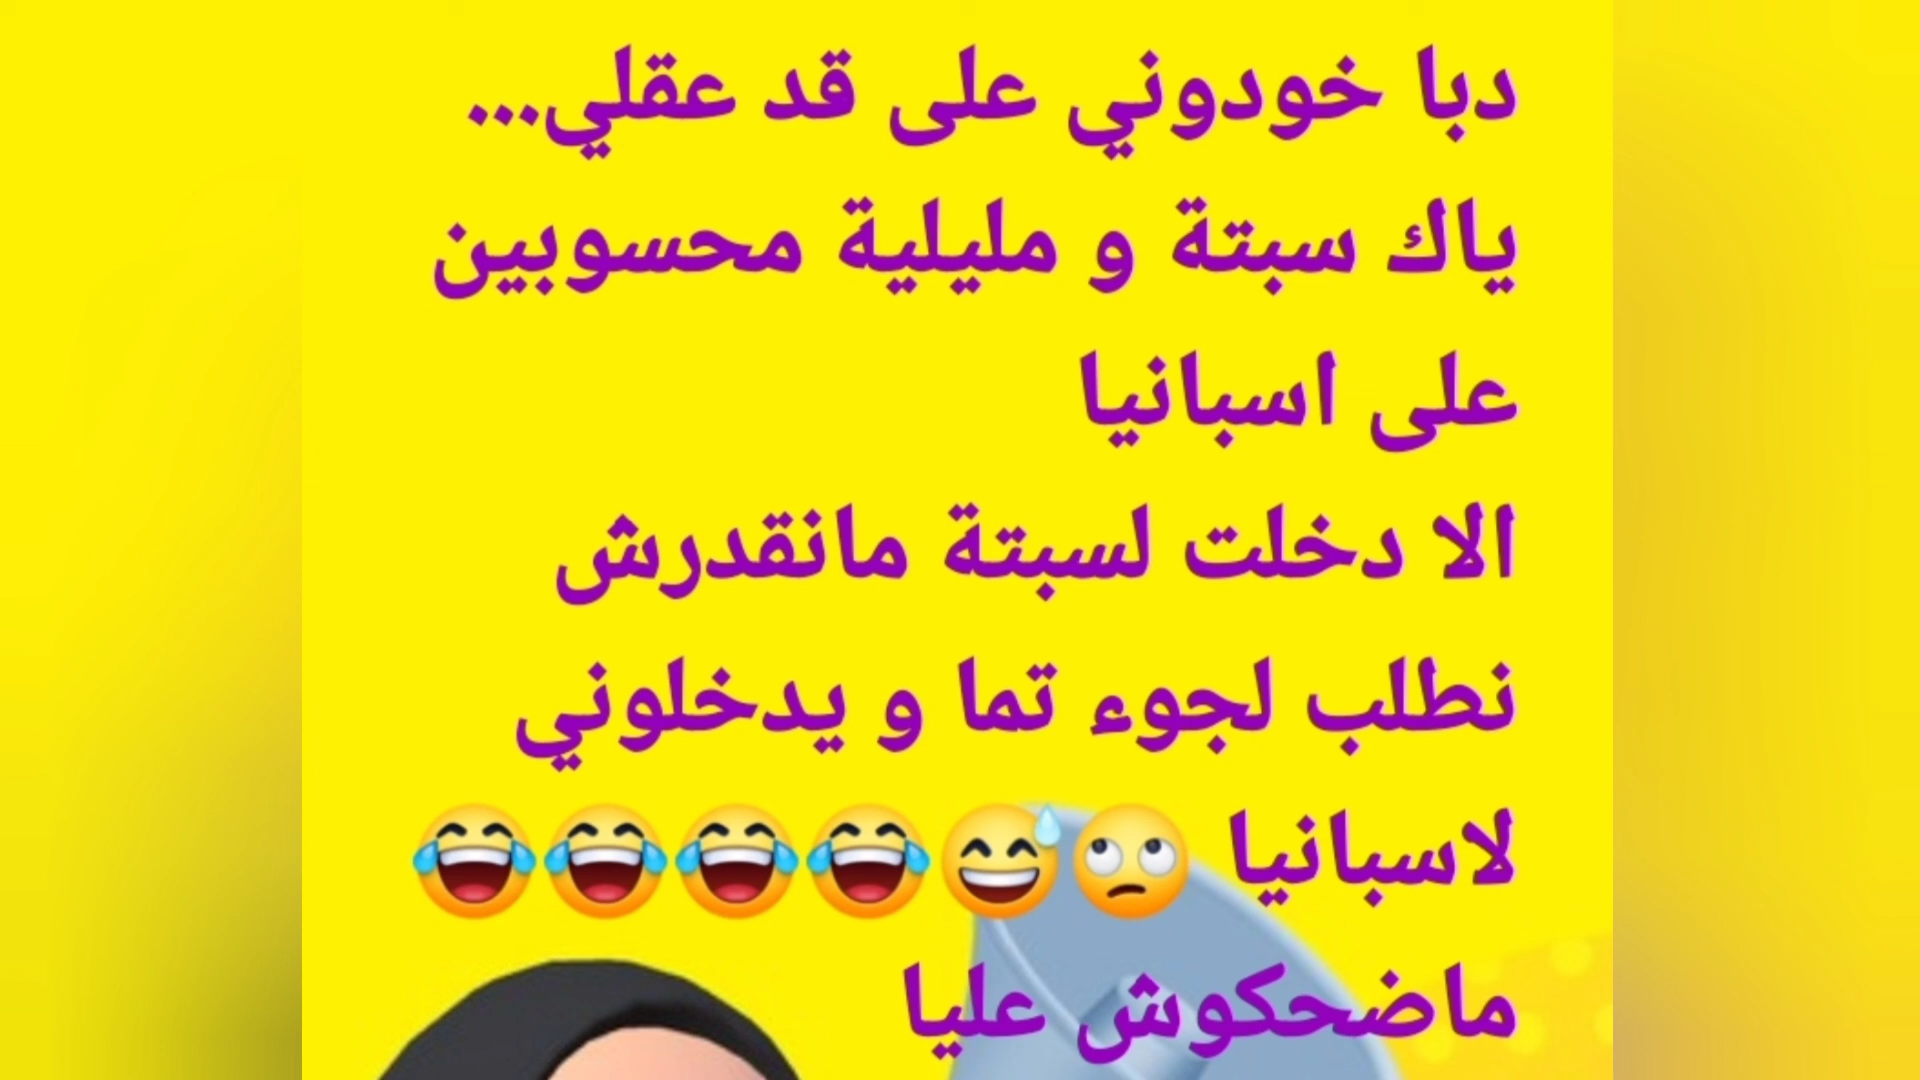 دبا خودوني على قد عقلي...
ياك سبتة و مليلية محسوبين
على اسبانيا
الا دخلت لسبتة مانقدرش
نطلب لجوء تما و يدخلوني
لاسبانيا 🙄😅😂😂😂😂
ماضحكوش عليا